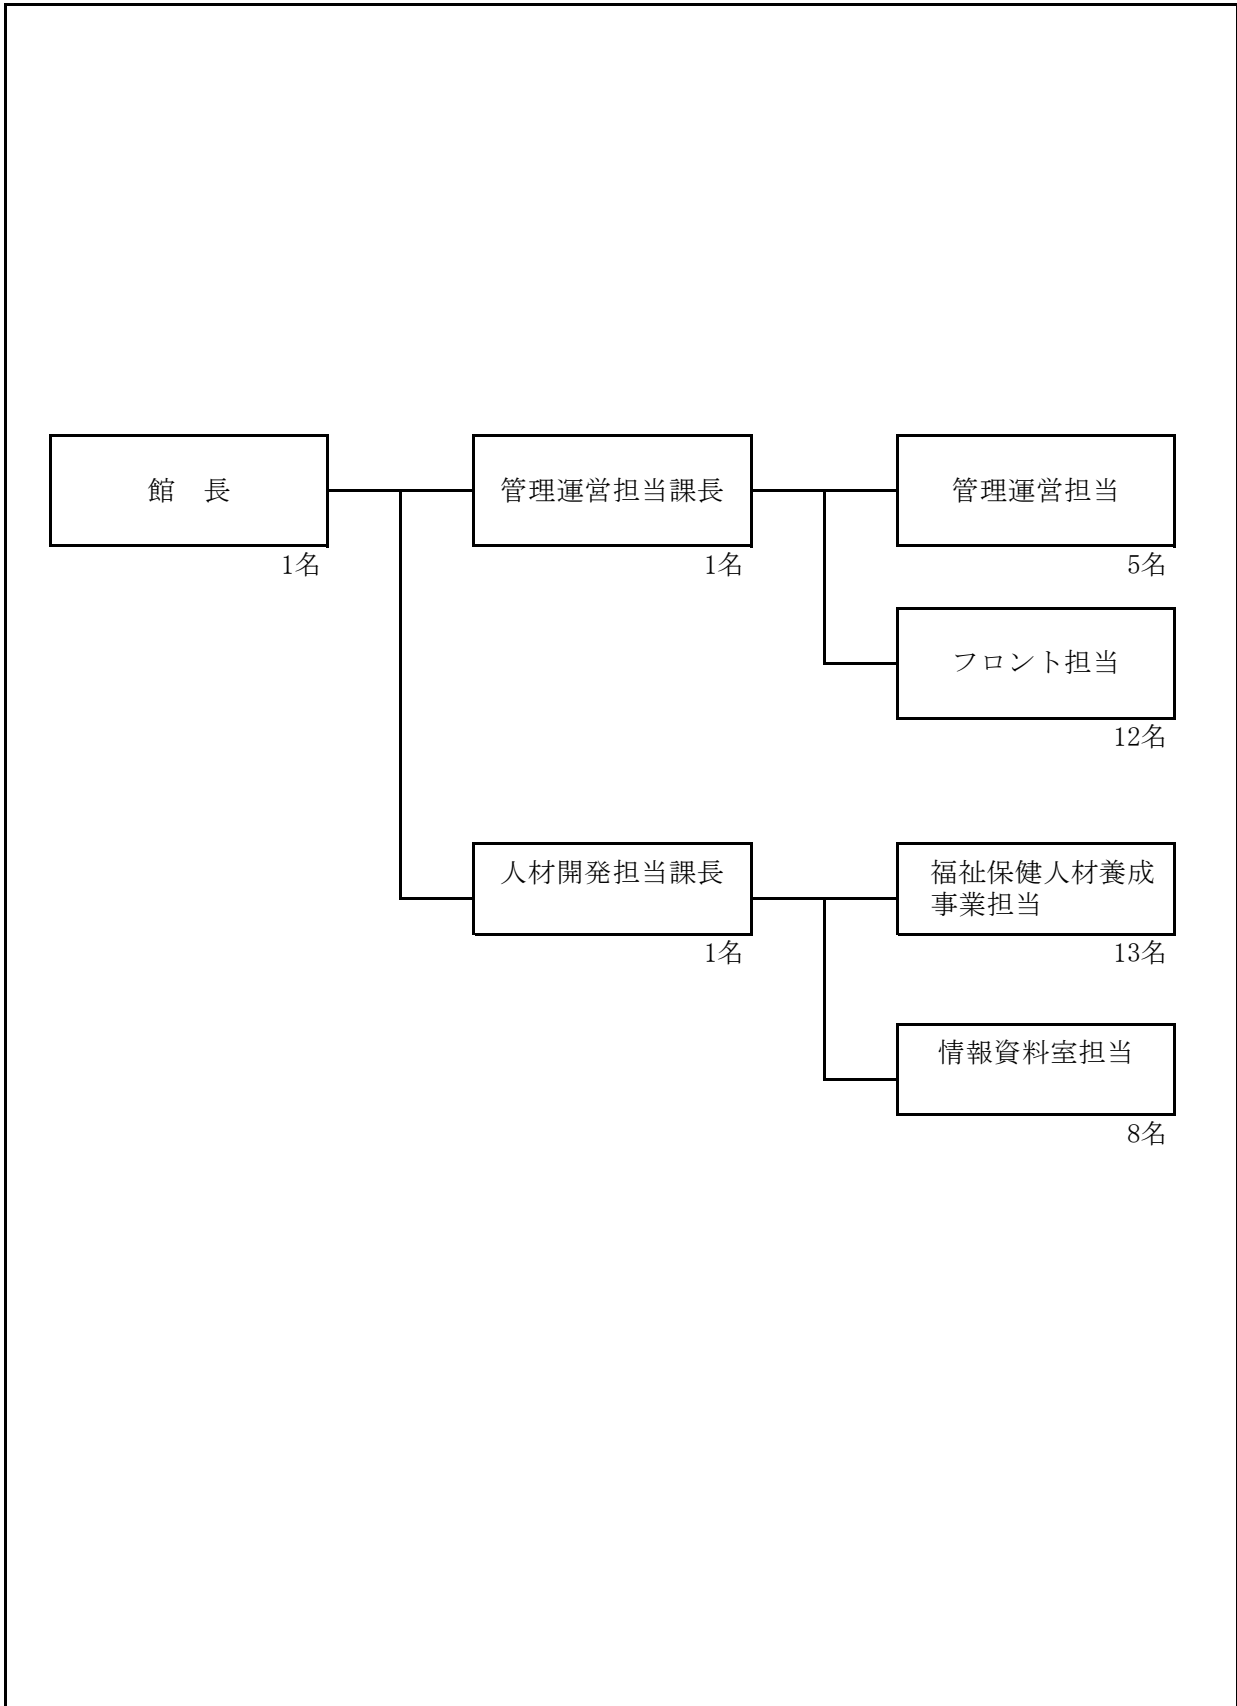 館　長
1名
管理運営担当課長
1名
管理運営担当
5名
フロント担当
12名
人材開発担当課長
1名
福祉保健人材養成
事業担当
13名
情報資料室担当
8名